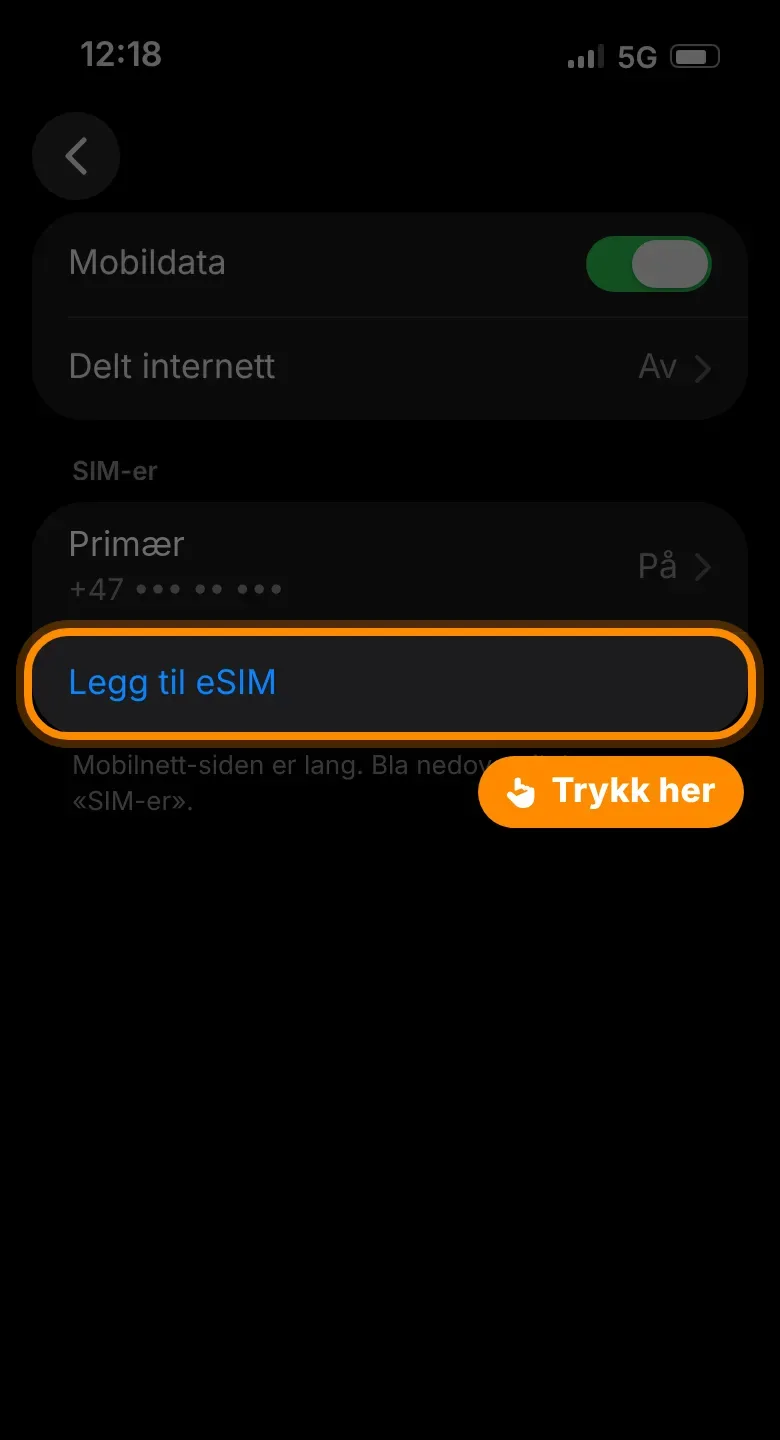 12:18
5G
Mobildata
Delt internett Av
SIM-er
Primær
+47 ••• •• •••
På
Legg til eSIM
Mobilnett-siden er lang. Bla
«SIM-er».
Trykk her